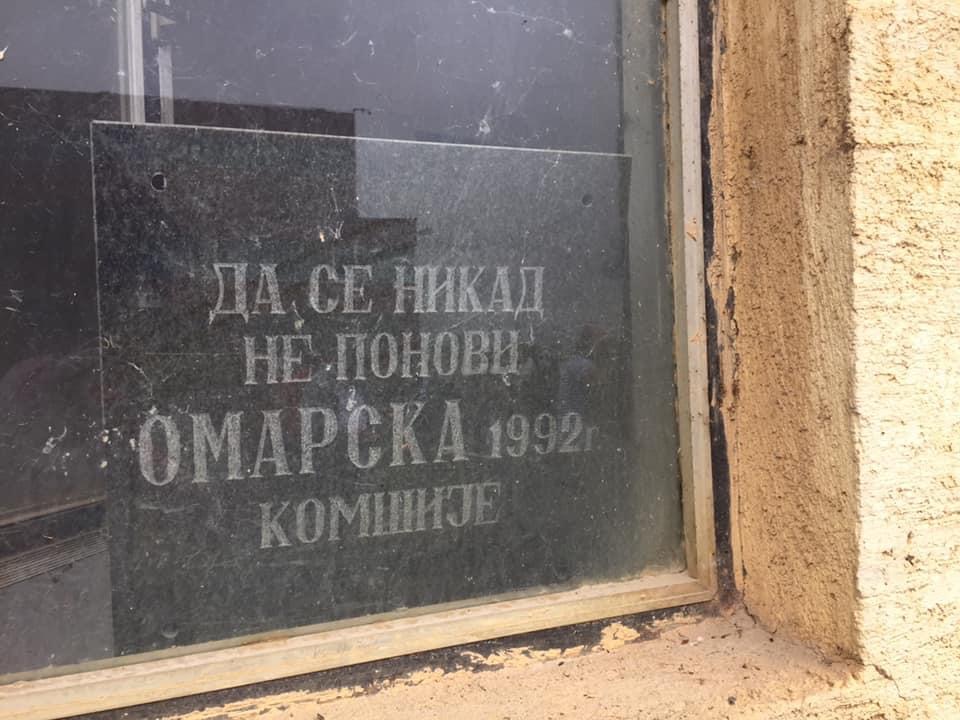 ДА СЕ НИКАД
НЕ ПОНОВИ
ОМАРСКА 1992г
КОМШИЈЕ